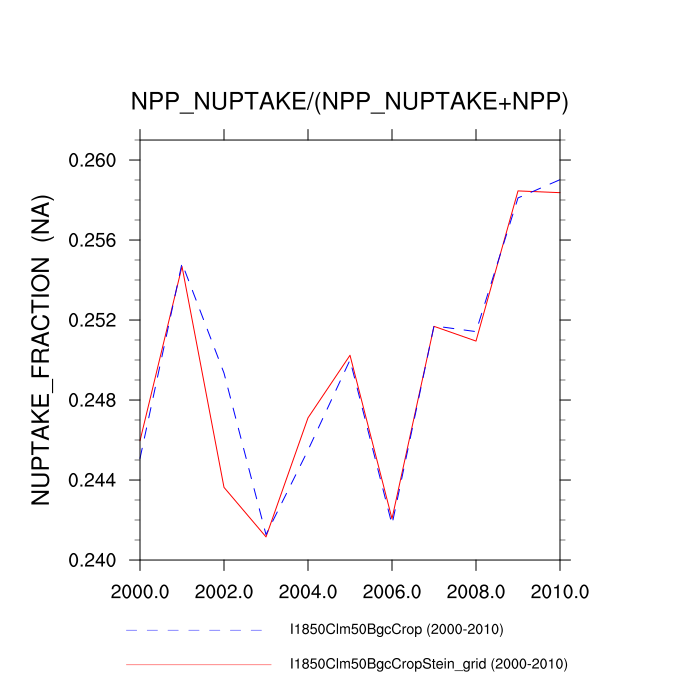 NPP_NUPTAKE/(NPP_NUPTAKE+NPP)
NUPTAKE_FRACTION (NA)
0.260
0.256
0.252
0.248
0.244
0.240
2000.0 2002.0 2004.0 2006.0 2008.0 2010.0
I1850Clm50BgcCrop (2000-2010)
I1850Clm50BgcCropStein_grid (2000-2010)